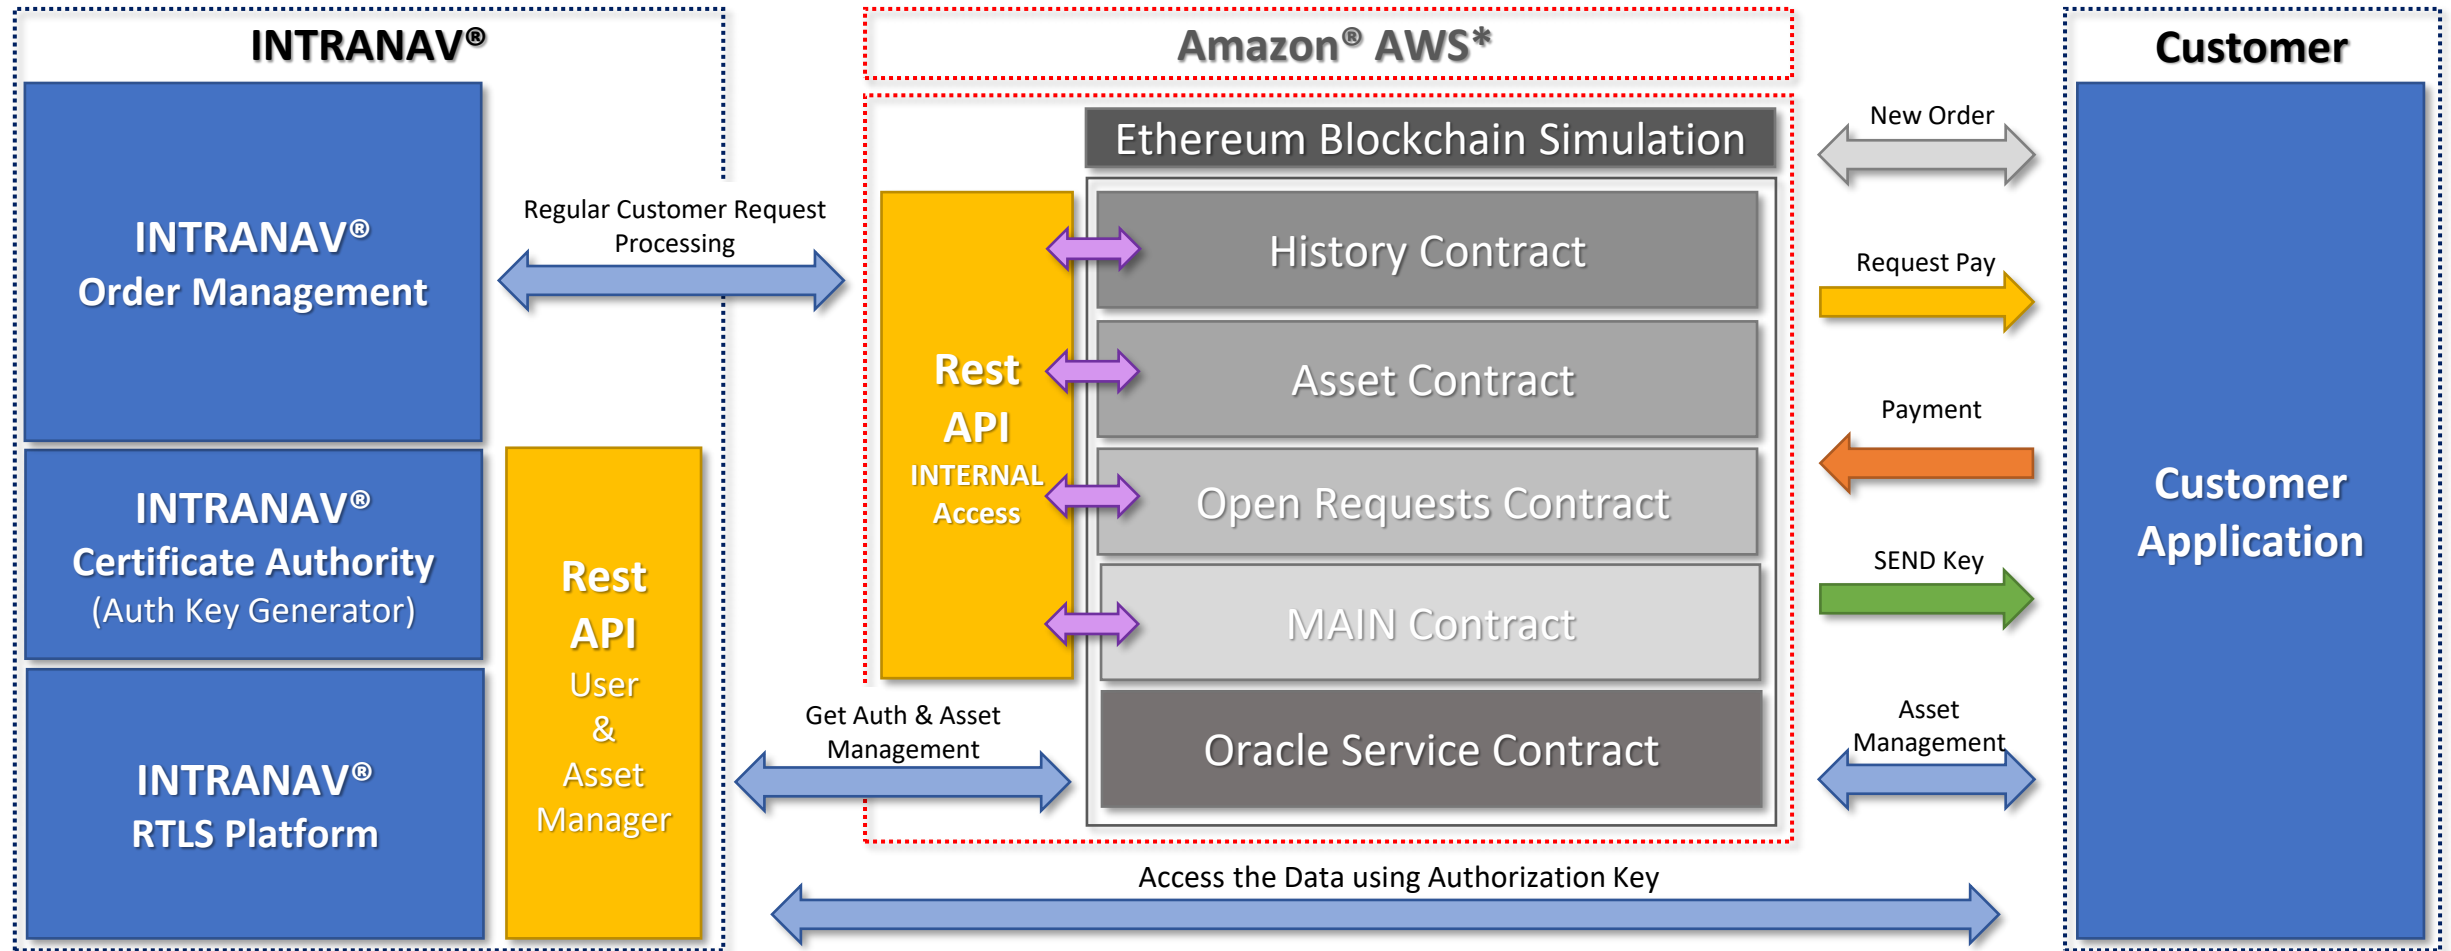 INTRANAV®
INTRANAV®
Order Management
INTRANAV®
Certificate Authority
(Auth Key Generator)
INTRANAV®
RTLS Platform
Rest
API
User
&
Asset
Manager
Regular Customer Request
Processing
Get Auth & Asset
Management
Amazon® AWS*
Ethereum Blockchain Simulation
Rest
API
INTERNAL
Access
History Contract
Asset Contract
Open Requests Contract
MAIN Contract
Oracle Service Contract
New Order
Request Pay
Payment
SEND Key
Asset
Management
Access the Data using Authorization Key
Customer
Customer
Application